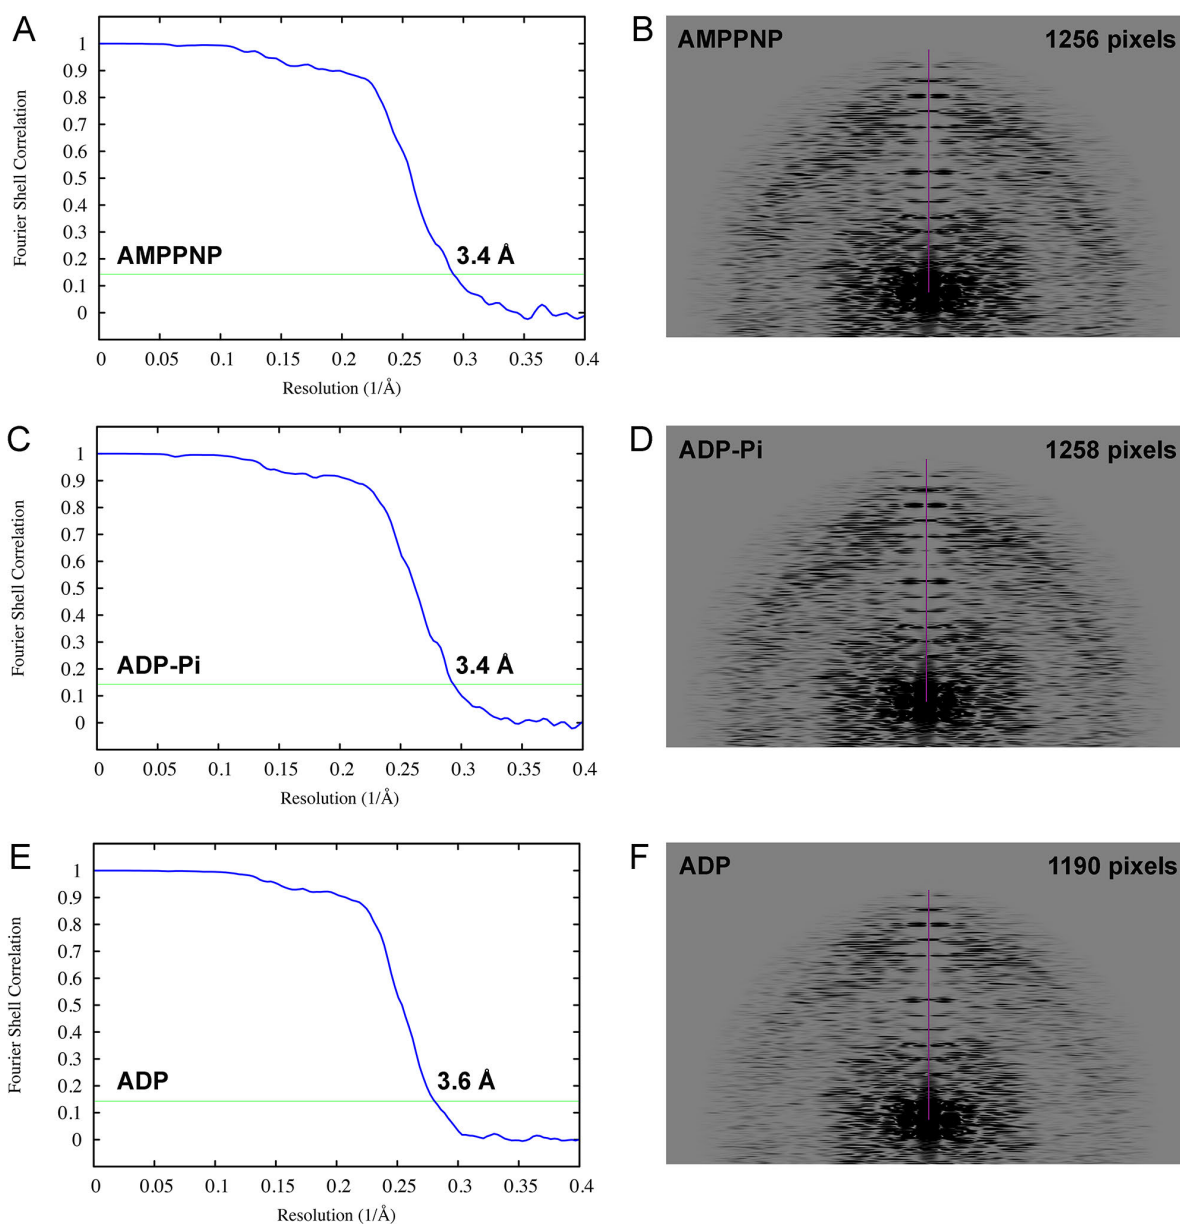 A
Fourier Shell Correlation
1
0.9
0.8
0.7
0.6
0.5
0.4
0.3
0.2
0.1
0
AMPPNP
3.4 Å
0 0.05 0.1 0.15 0.2 0.25 0.3 0.35 0.4
Resolution (1/Å)
B
AMPPNP 1256 pixels
C
Fourier Shell Correlation
1
0.9
0.8
0.7
0.6
0.5
0.4
0.3
0.2
0.1
0
ADP-Pi
3.4 Å
0 0.05 0.1 0.15 0.2 0.25 0.3 0.35 0.4
Resolution (1/Å)
D
ADP-Pi 1258 pixels
E
Fourier Shell Correlation
1
0.9
0.8
0.7
0.6
0.5
0.4
0.3
0.2
0.1
0
ADP
3.6 Å
0 0.05 0.1 0.15 0.2 0.25 0.3 0.35 0.4
Resolution (1/Å)
F
ADP 1190 pixels